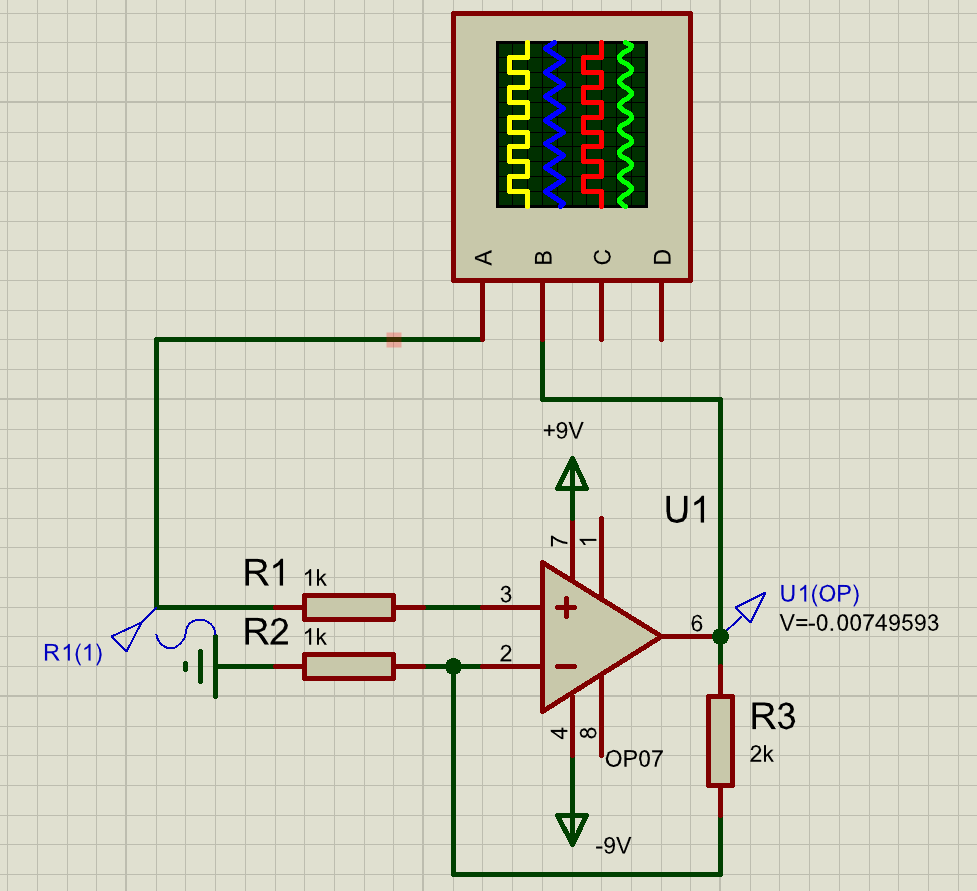 A B C D
+9V
U1
7 1
R1 1k
3
U1(OP)
6
V=-0.00749593
R2 1k
R1(1)
2
R3
4 8
2k
OP07
-9V